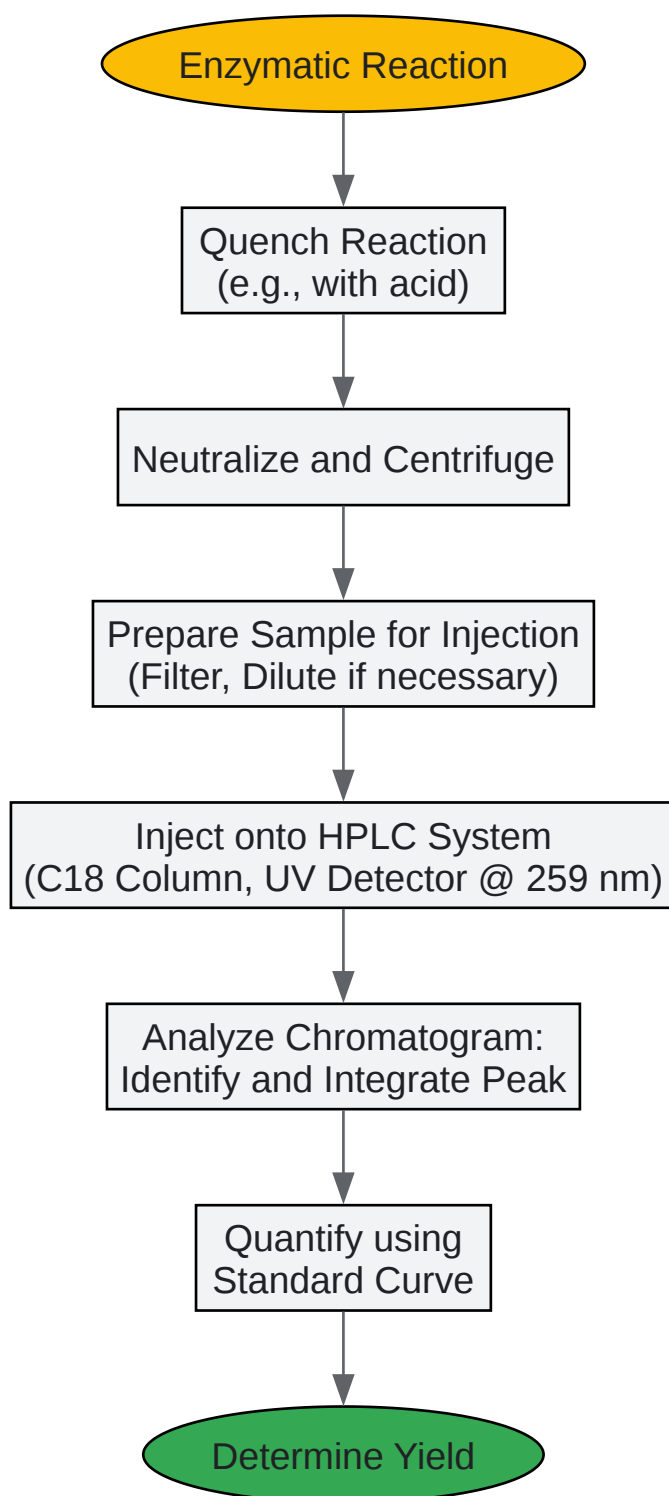 Enzymatic Reaction
Quench Reaction
(e.g., with acid)
Neutralize and Centrifuge
Prepare Sample for Injection
(Filter, Dilute if necessary)
Inject onto HPLC System
(C18 Column, UV Detector @ 259 nm)
Analyze Chromatogram:
Identify and Integrate Peak
Quantify using
Standard Curve
Determine Yield